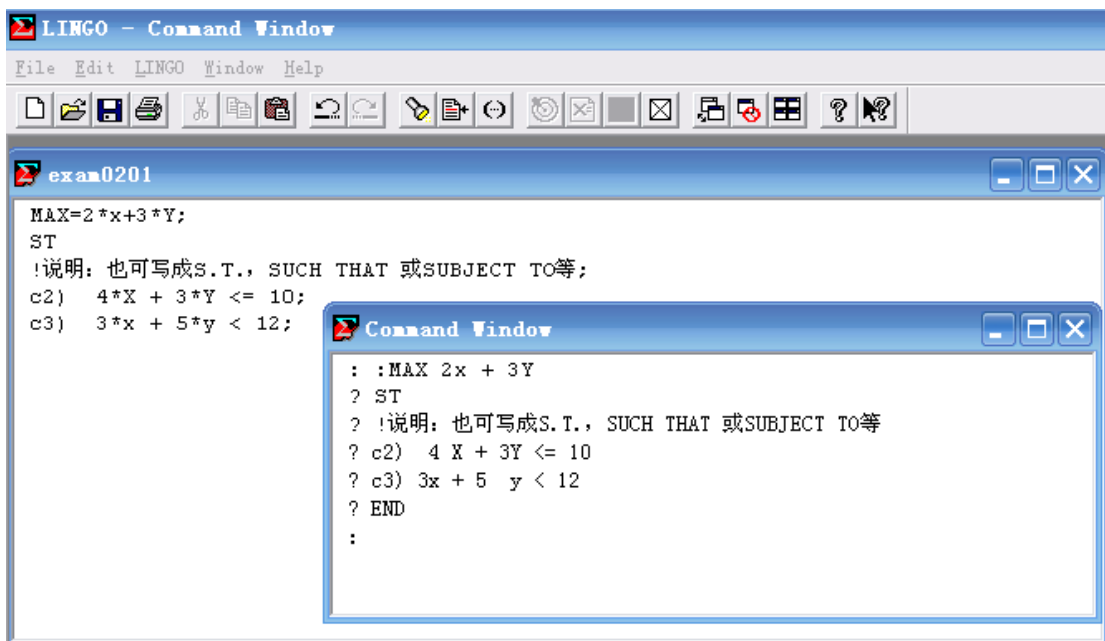 LINGO - Command Window
File Edit LINGO Window Help
exam0201
MAX=2*x+3*Y;
ST
!说明：也可写成S.T.，SUCH THAT 或SUBJECT TO等;
c2)  4*X + 3*Y <= 10;
c3)  3*x + 5*y < 12;
Command Window
: :MAX 2x + 3Y
? ST
? !说明：也可写成S.T.，SUCH THAT 或SUBJECT TO等
? c2)  4 X + 3Y <= 10
? c3) 3x + 5  y < 12
? END
: